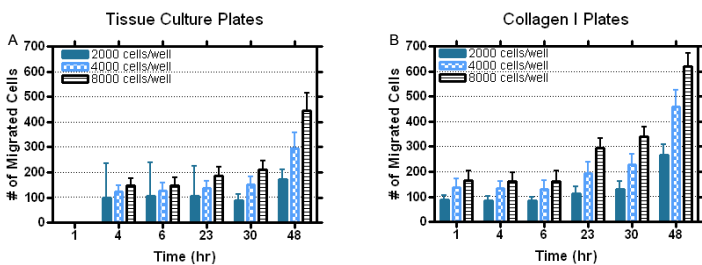 Tissue Culture Plates
A
700
600
500
400
300
200
100
0
# of Migrated Cells
2000 cells/well
4000 cells/well
8000 cells/well
1 4 6 23 30 48
Time (hr)
Collagen I Plates
B
700
600
500
400
300
200
100
0
# of Migrated Cells
2000 cells/well
4000 cells/well
8000 cells/well
1 4 6 23 30 48
Time (hr)